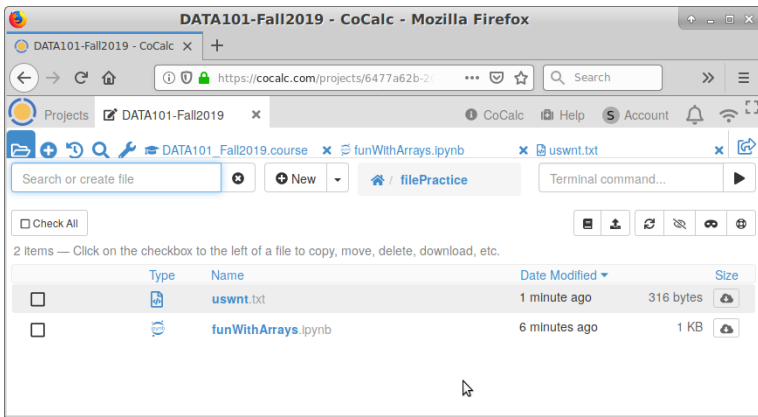 DATA101-Fall2019 - CoCalc - Mozilla Firefox
DATA101-Fall2019 - CoCalc
https://cocalc.com/projects/6477a62b-2
Search
Projects DATA101-Fall2019 CoCalc Help S Account
DATA101_Fall2019.course funWithArrays.ipynb uswnt.txt
Search or create file New / filePractice Terminal command...
Check All
2 items — Click on the checkbox to the left of a file to copy, move, delete, download, etc.
Type Name Date Modified Size
uswnt.txt 1 minute ago 316 bytes
funWithArrays.ipynb 6 minutes ago 1 KB